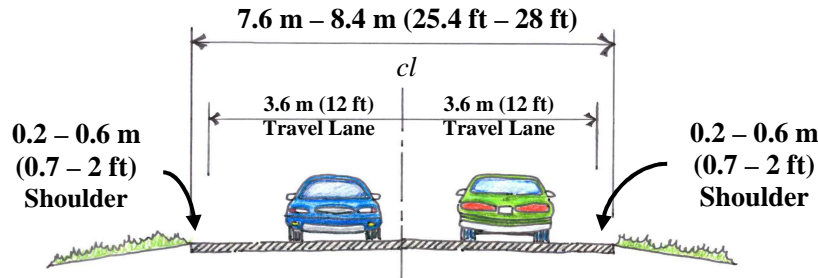 7.6 m – 8.4 m (25.4 ft – 28 ft)
cl
3.6 m (12 ft)
Travel Lane
3.6 m (12 ft)
Travel Lane
0.2 – 0.6 m
(0.7 – 2 ft)
Shoulder
0.2 – 0.6 m
(0.7 – 2 ft)
Shoulder